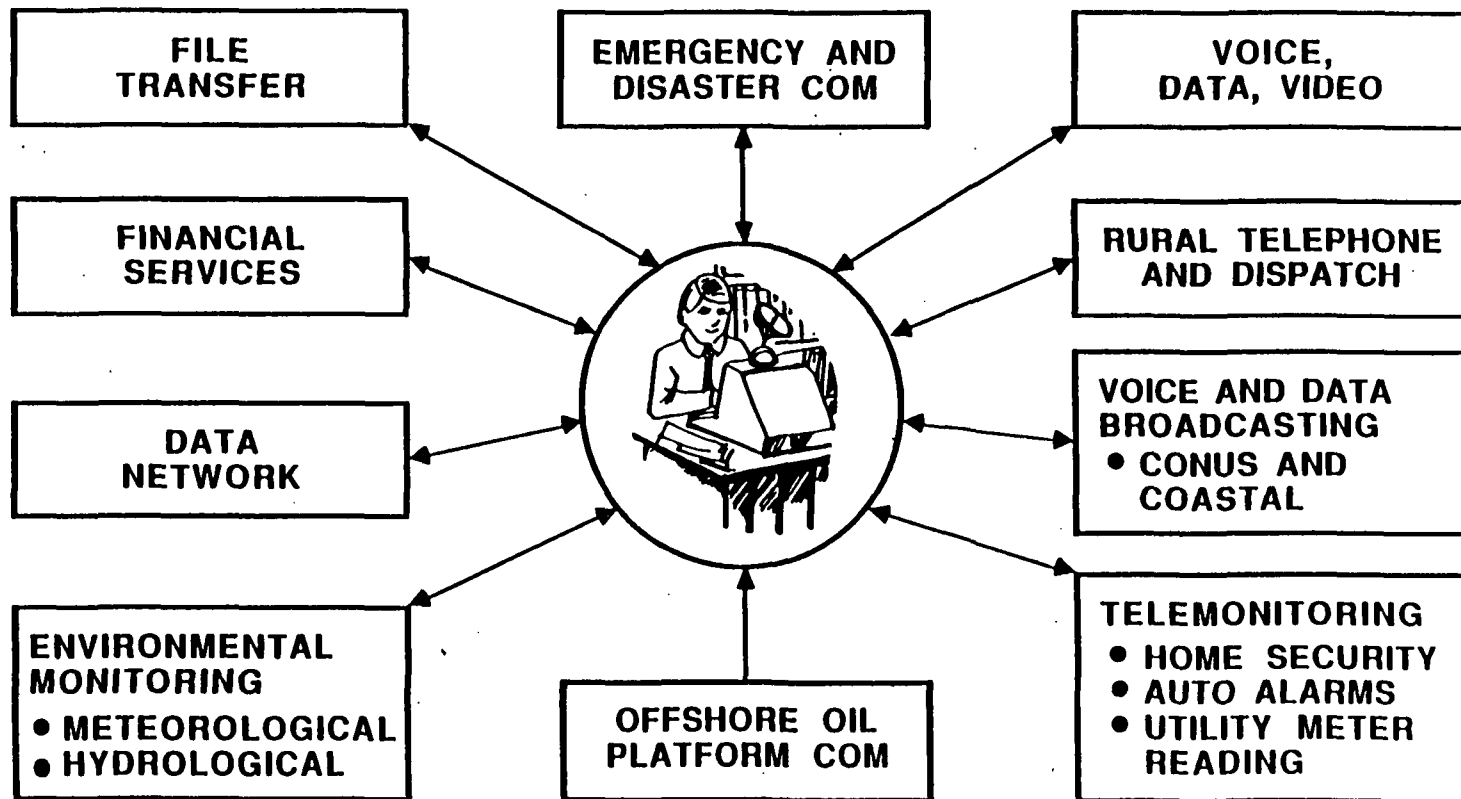 FILE
TRANSFER
EMERGENCY AND
DISASTER COM
VOICE,
DATA, VIDEO
FINANCIAL
SERVICES
RURAL TELEPHONE
AND DISPATCH
DATA
NETWORK
VOICE AND DATA
BROADCASTING
● CONUS AND
COASTAL
ENVIRONMENTAL
MONITORING
● METEOROLOGICAL
● HYDROLOGICAL
OFFSHORE OIL
PLATFORM COM
TELEMONITORING
● HOME SECURITY
● AUTO ALARMS
● UTILITY METER
READING